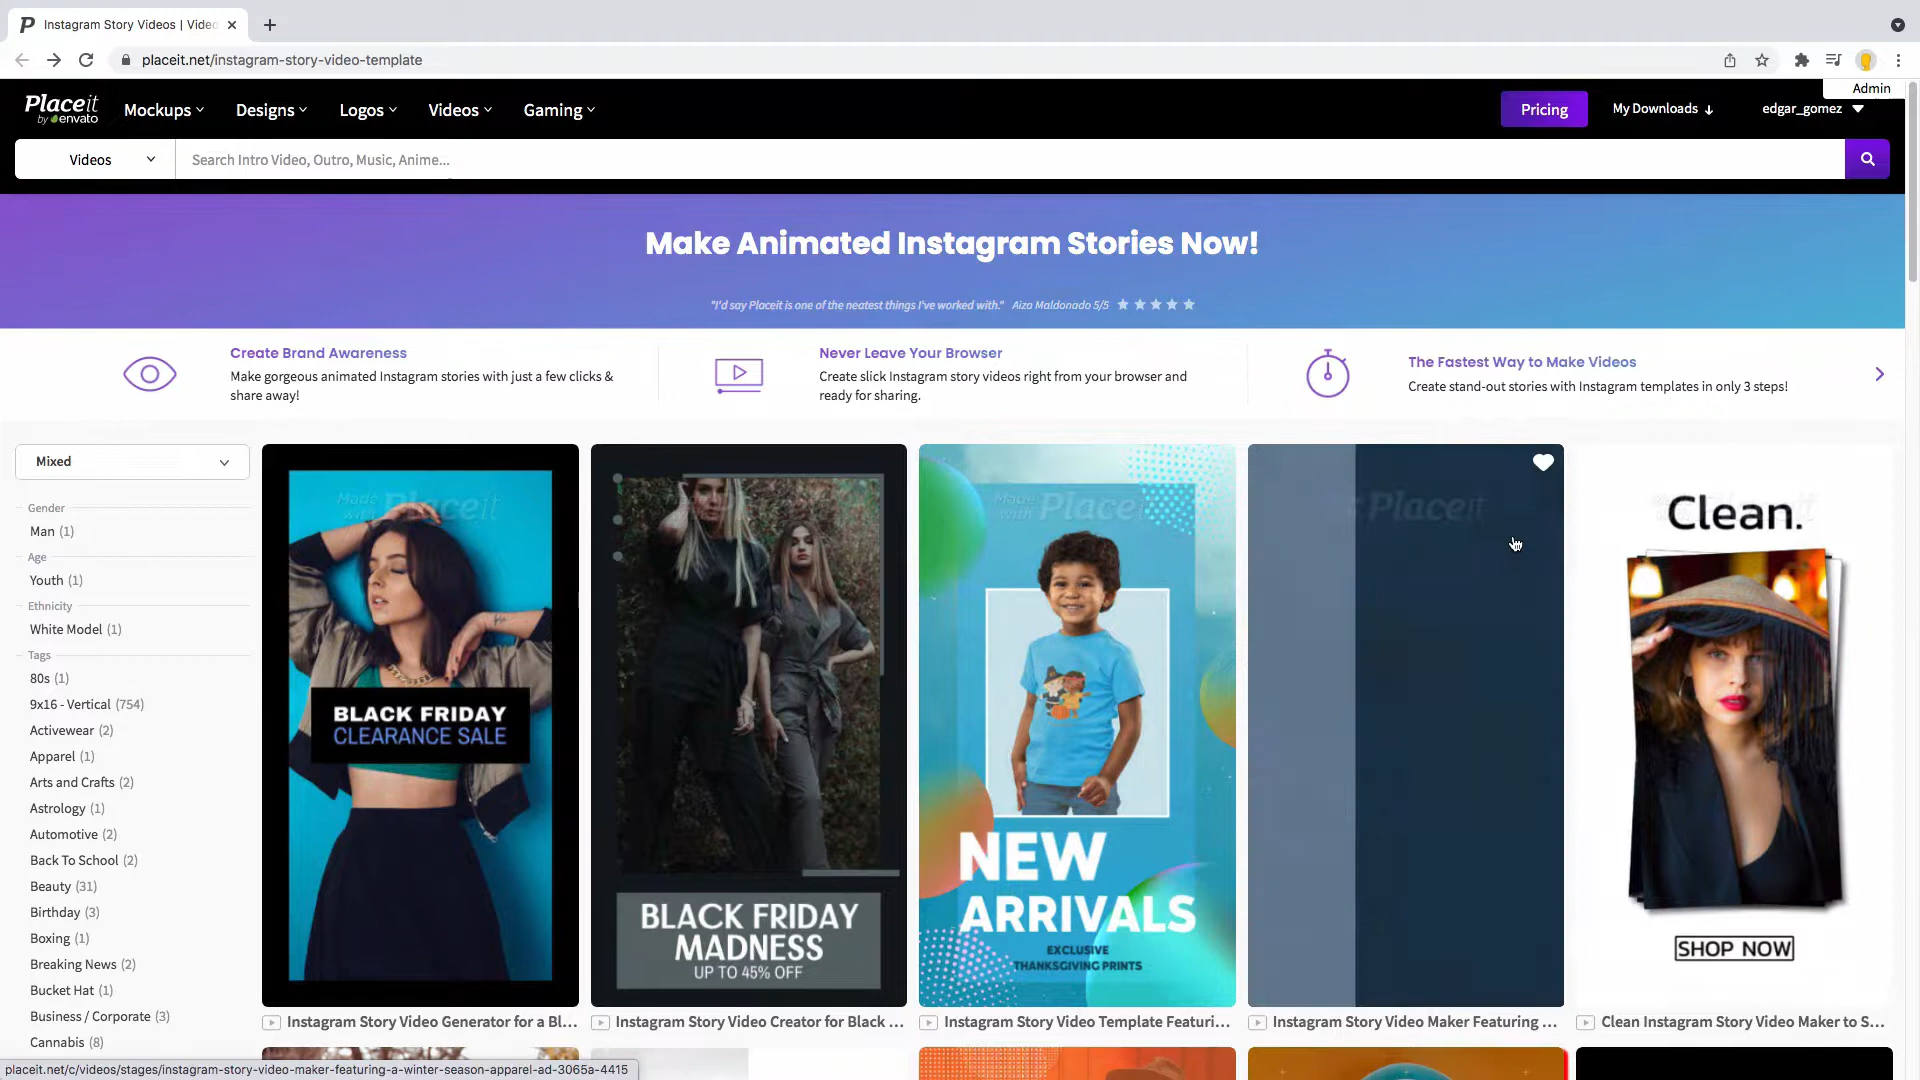 Instagram Story Videos | Video
placeit.net/instagram-story-video-template
Admin
Placeit
by envato
Mockups
Designs
Logos
Videos
Gaming
Pricing
My Downloads
edgar_gomez
Videos
Search Intro Video, Outro, Music, Anime...
Make Animated Instagram Stories Now!
"I'd say Placeit is one of the neatest things I've worked with." Aiza Maldonado 5/5
Create Brand Awareness
Make gorgeous animated Instagram stories with just a few clicks &
share away!
Never Leave Your Browser
Create slick Instagram story videos right from your browser and
ready for sharing.
The Fastest Way to Make Videos
Create stand-out stories with Instagram templates in only 3 steps!
Mixed
Gender
Man (1)
Age
Youth (1)
Ethnicity
White Model (1)
Tags
80s (1)
9x16 - Vertical (754)
Activewear (2)
Apparel (1)
Arts and Crafts (2)
Astrology (1)
Automotive (2)
Back To School (2)
Beauty (31)
Birthday (3)
Boxing (1)
Breaking News (2)
Bucket Hat (1)
Business / Corporate (3)
Cannabis (8)
Made
with Placeit
BLACK FRIDAY
CLEARANCE SALE
Instagram Story Video Generator for a Bl...
BLACK FRIDAY
MADNESS
UP TO 45% OFF
Instagram Story Video Creator for Black ...
Made
with Placeit
NEW
ARRIVALS
EXCLUSIVE
THANKSGIVING PRINTS
Instagram Story Video Template Featuri...
Placeit
Instagram Story Video Maker Featuring ...
Clean.
SHOP NOW
Clean Instagram Story Video Maker to S...
placeit.net/c/videos/stages/instagram-story-video-maker-featuring-a-winter-season-apparel-ad-3065a-4415